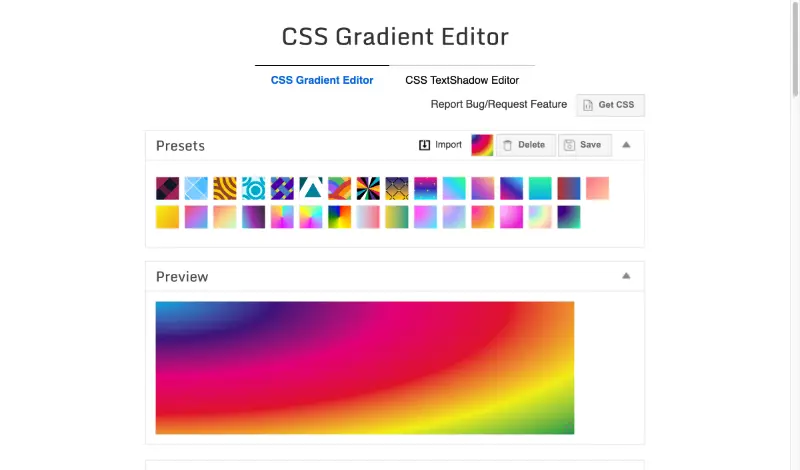 CSS Gradient Editor
CSS Gradient Editor CSS TextShadow Editor
Report Bug/Request Feature Get CSS
Presets Import Delete Save
Preview